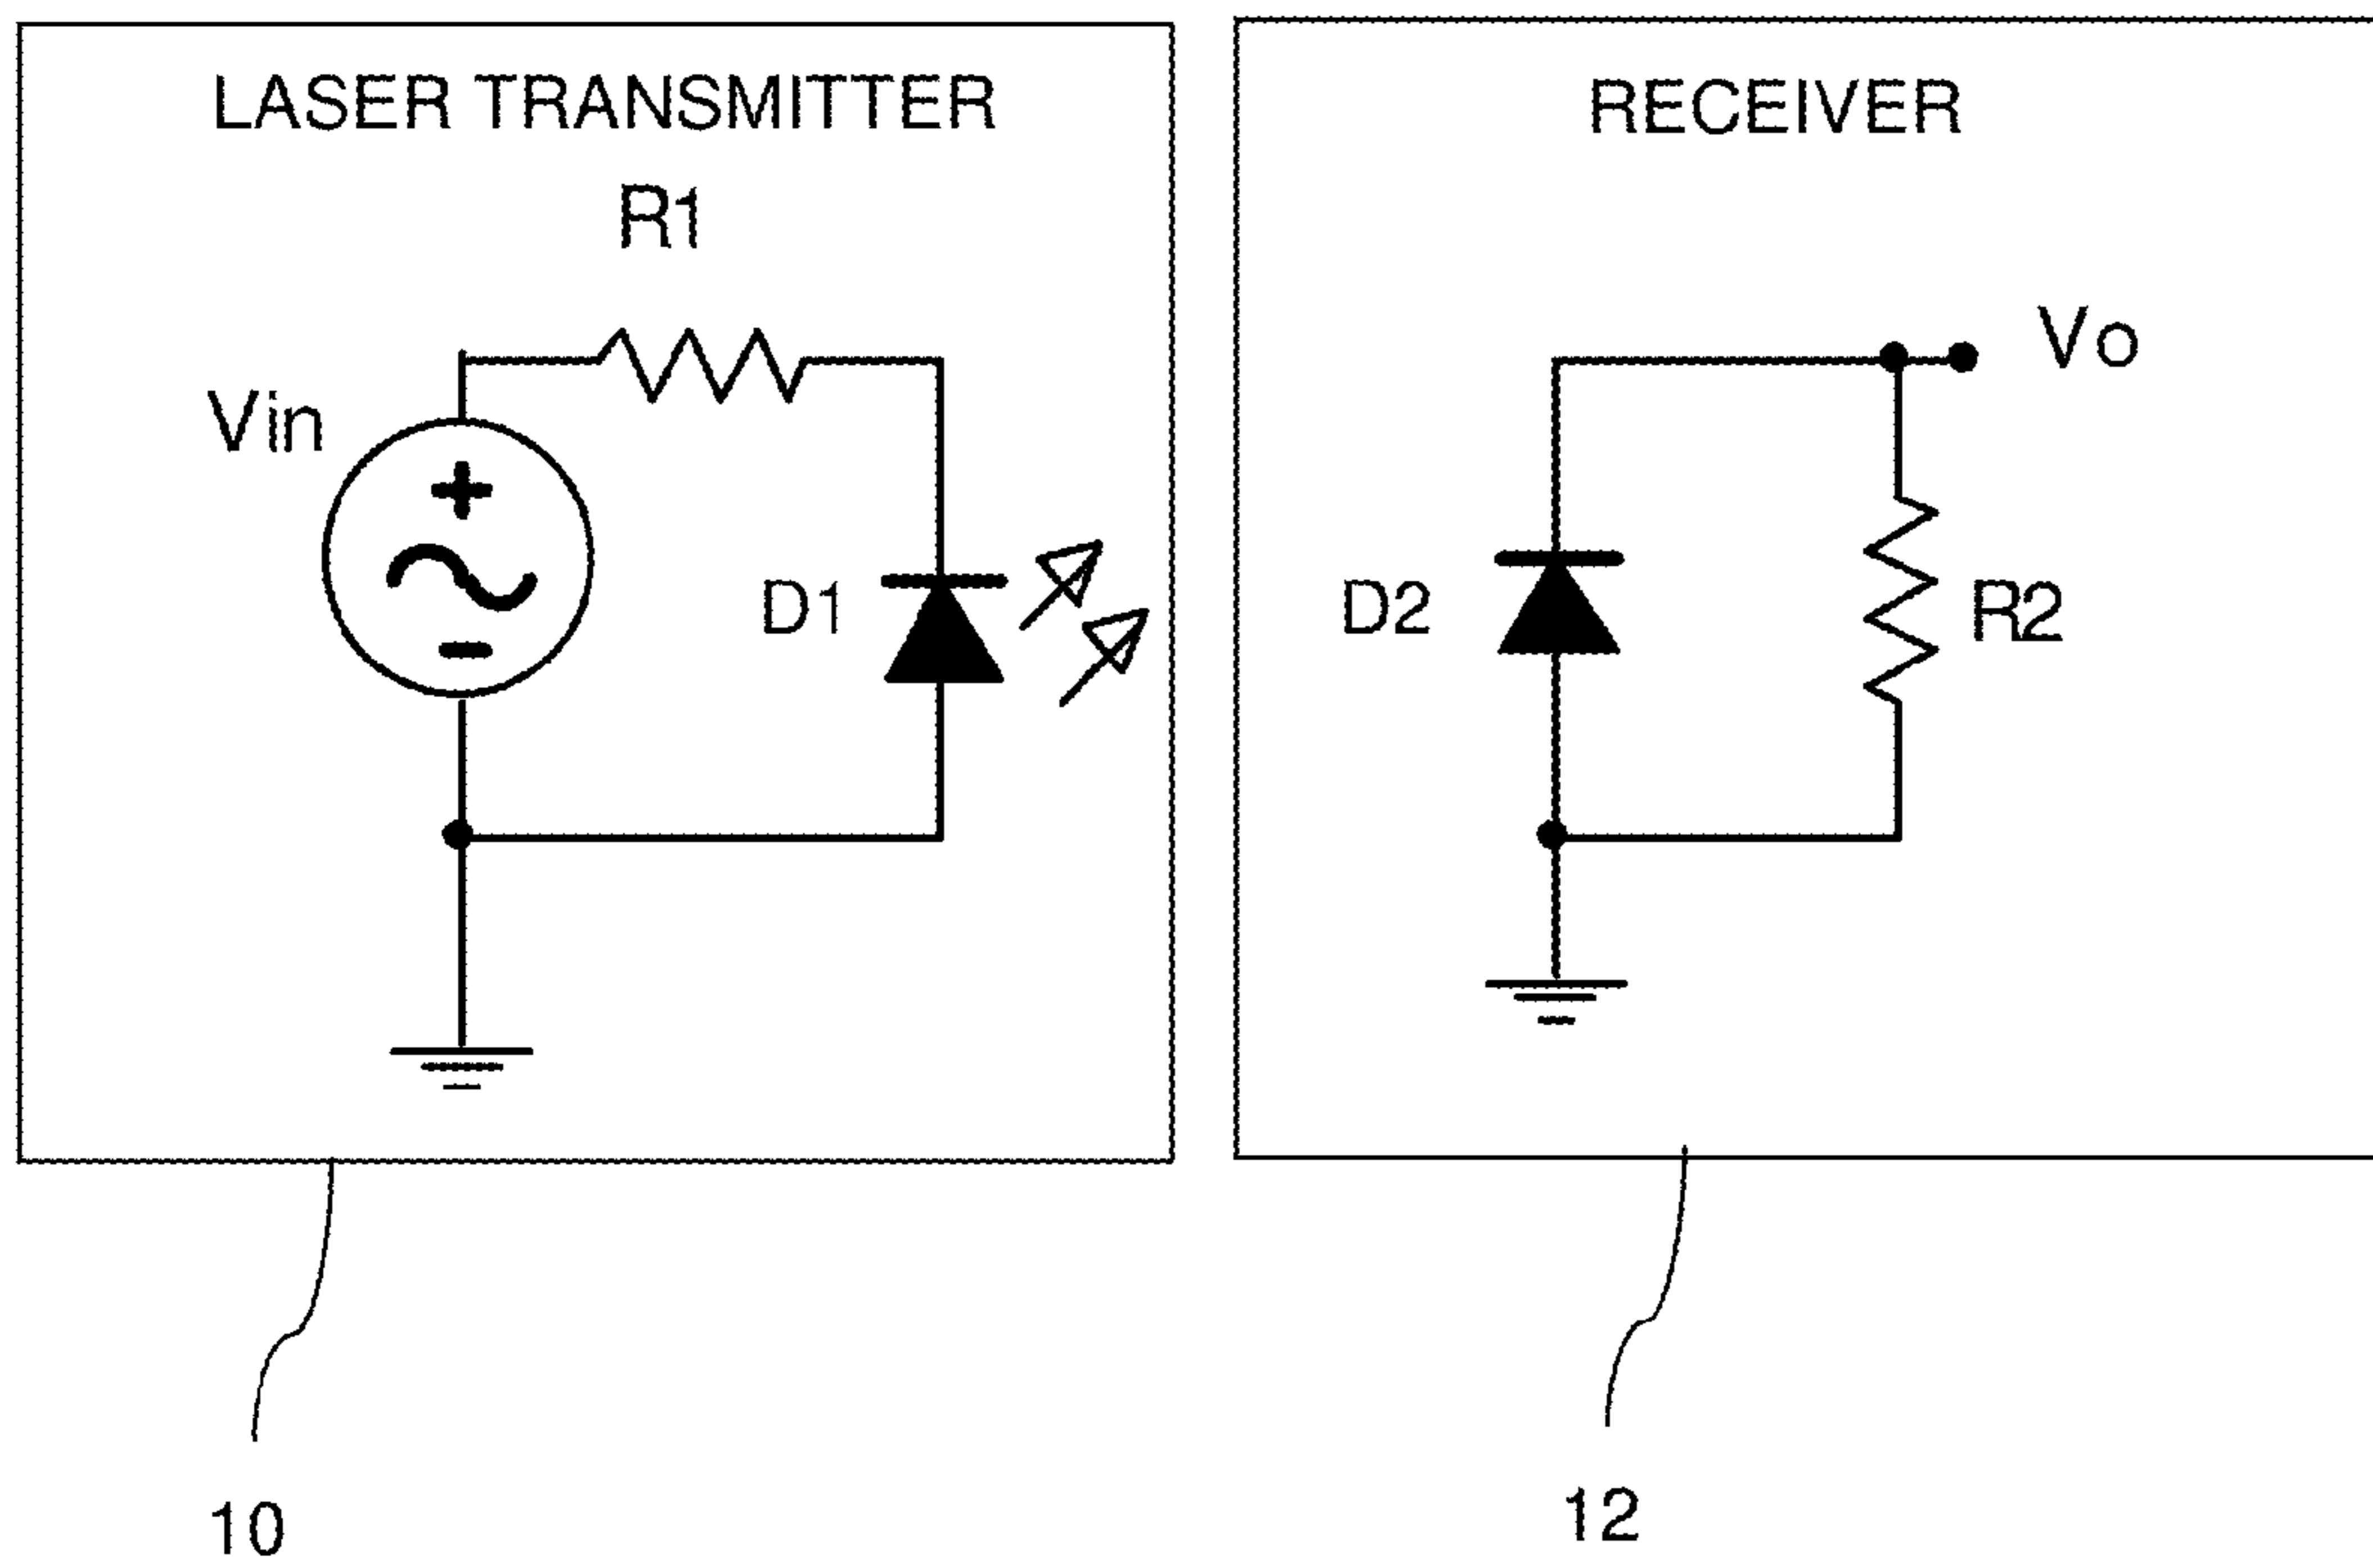 LASER TRANSMITTER
R1
Vin
+
-
D1
10
RECEIVER
Vo
D2
R2
12